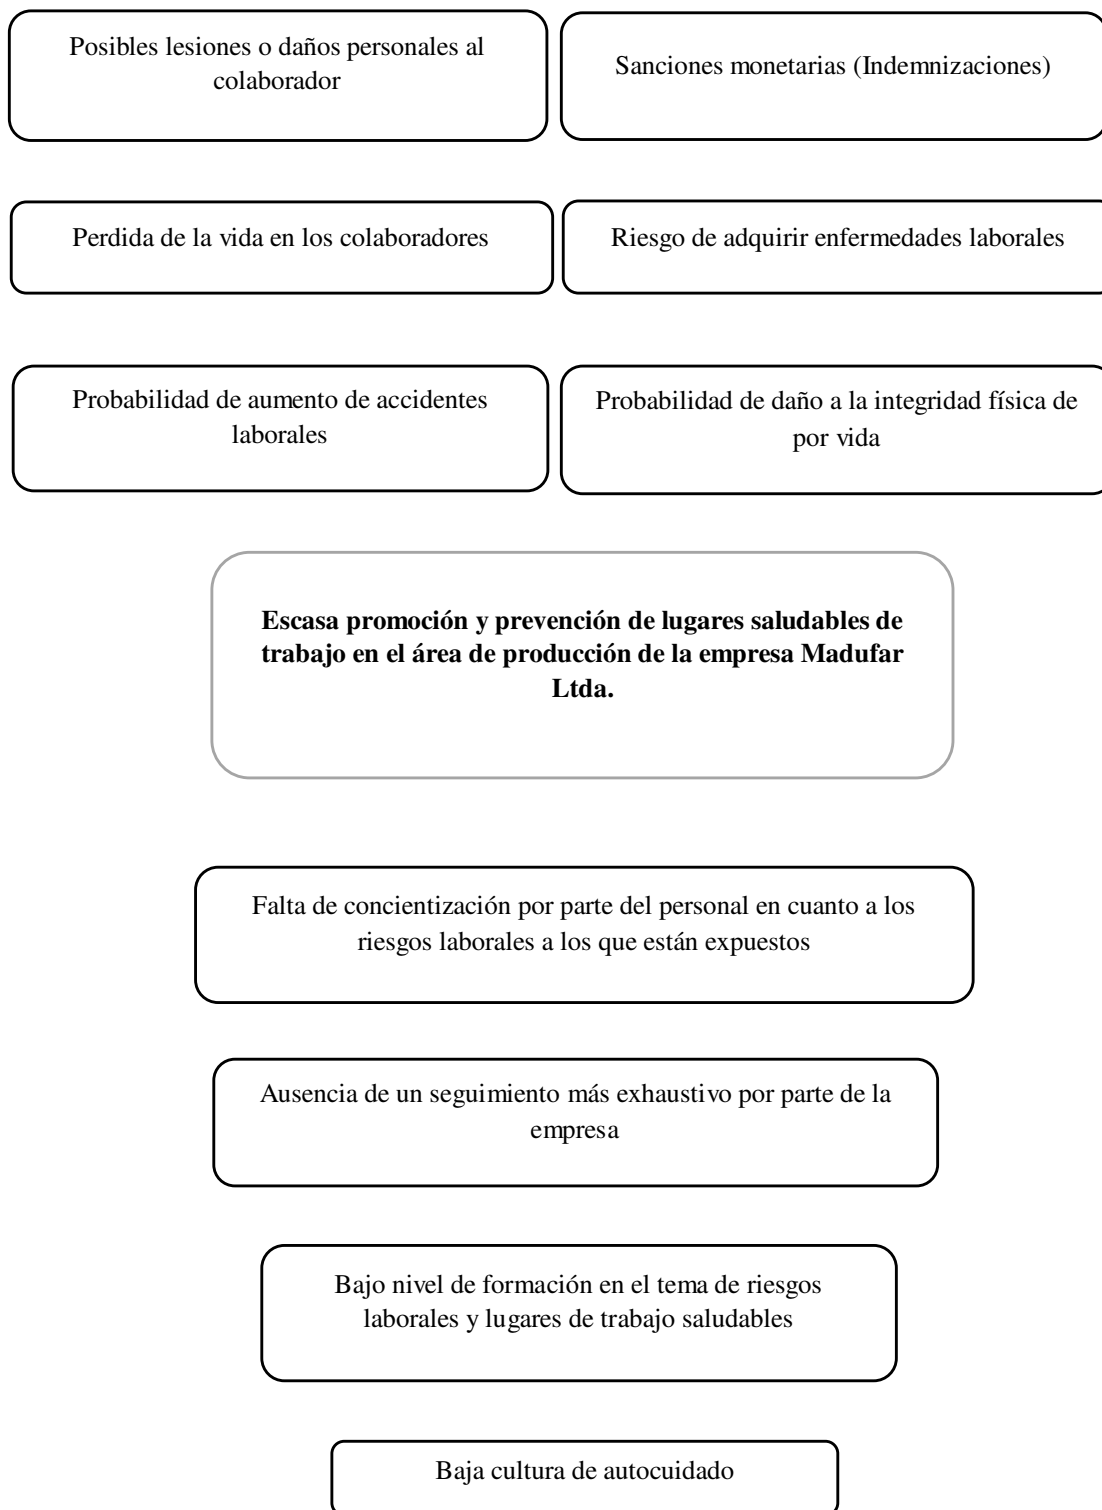 Posibles lesiones o daños personales al
colaborador
Sanciones monetarias (Indemnizaciones)
Perdida de la vida en los colaboradores
Riesgo de adquirir enfermedades laborales
Probabilidad de aumento de accidentes
laborales
Probabilidad de daño a la integridad física de
por vida
Escasa promoción y prevención de lugares saludables de
trabajo en el área de producción de la empresa Madufar
Ltda.
Falta de concientización por parte del personal en cuanto a los
riesgos laborales a los que están expuestos
Ausencia de un seguimiento más exhaustivo por parte de la
empresa
Bajo nivel de formación en el tema de riesgos
laborales y lugares de trabajo saludables
Baja cultura de autocuidado